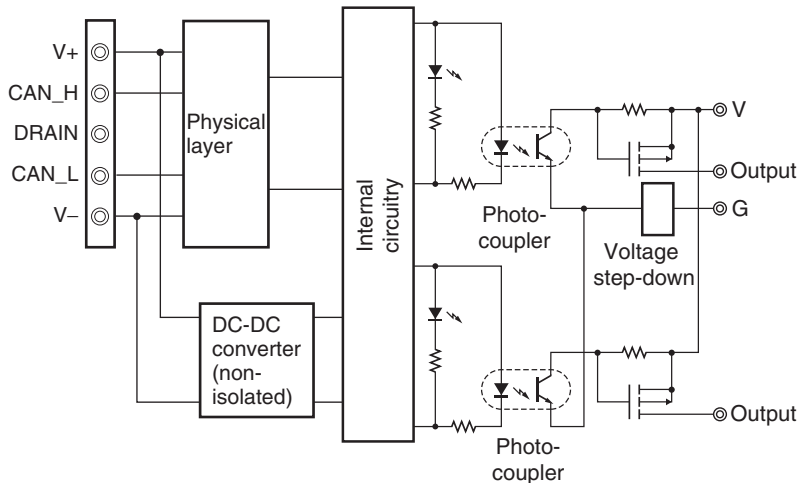 V+
CAN_H
DRAIN
CAN_L
V–
Physical
layer
DC-DC
converter
(non-
isolated)
Internal
circuitry
Photo-
coupler
V
Output
G
Voltage
step-down
Photo-
coupler
Output